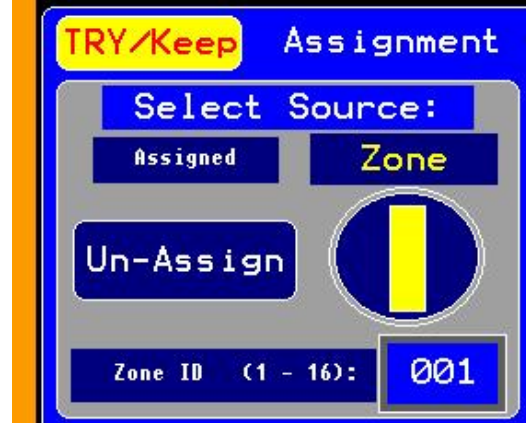 TRY/Keep Assignment
Select Source:
Assigned Zone
Un-Assign
Zone ID (1 - 16): 001